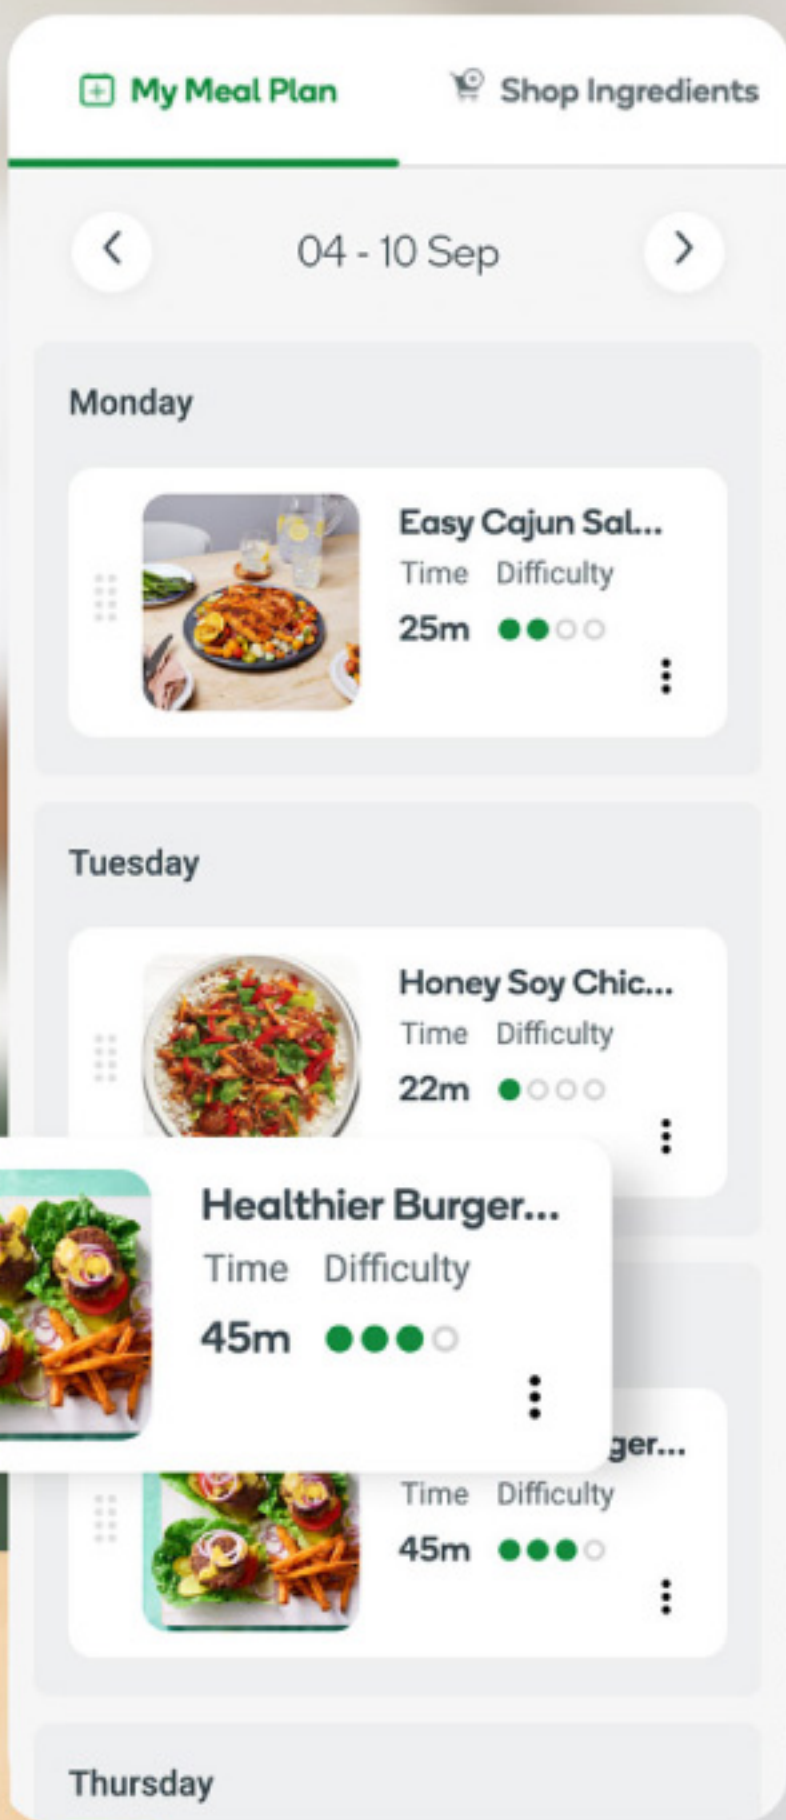 My Meal Plan
Shop Ingredients
04 - 10 Sep
Monday
Easy Cajun Sal...
Time Difficulty
25m
Tuesday
Honey Soy Chic...
Time Difficulty
22m
Healthier Burger...
Time Difficulty
45m
ger...
Time Difficulty
45m
Thursday